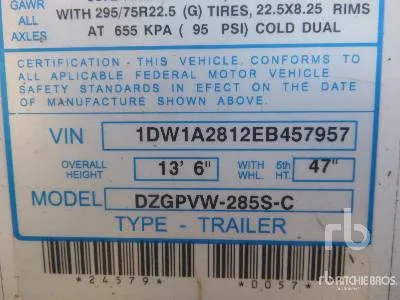 GAWR
ALL
AXLES
WITH 295/75R22.5 (G) TIRES, 22.5X8.25 RIMS
AT 655 KPA ( 95 PSI) COLD DUAL
CERTIFICATION - THIS VEHICLE. CONFORMS TO
ALL APLICABLE FEDERAL MOTOR VEHICLE
SAFETY STANDARDS IN EFECT ON THE DATE
OF MANUFACTURE AS SHOWN ABOVE.
VIN 1DW1A2812EB457957
OVERALL HEIGHT 13' 6" WITH 5th WHL. HT. 47"
MODEL DZGPVW-285S-C
TYPE - TRAILER
*24579* *0057*
rb
RITCHIE BROS.